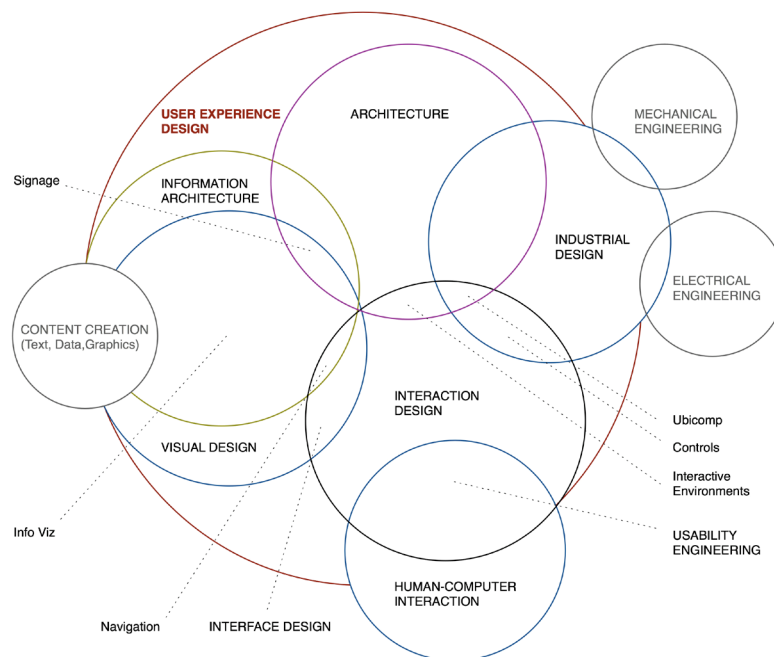 USER EXPERIENCE
DESIGN
ARCHITECTURE
MECHANICAL
ENGINEERING
Signage
INFORMATION
ARCHITECTURE
INDUSTRIAL
DESIGN
ELECTRICAL
ENGINEERING
CONTENT CREATION
(Text, Data,Graphics)
INTERACTION
DESIGN
VISUAL DESIGN
Ubicomp
Controls
Interactive
Environments
Info Viz
USABILITY
ENGINEERING
HUMAN-COMPUTER
INTERACTION
Navigation
INTERFACE DESIGN